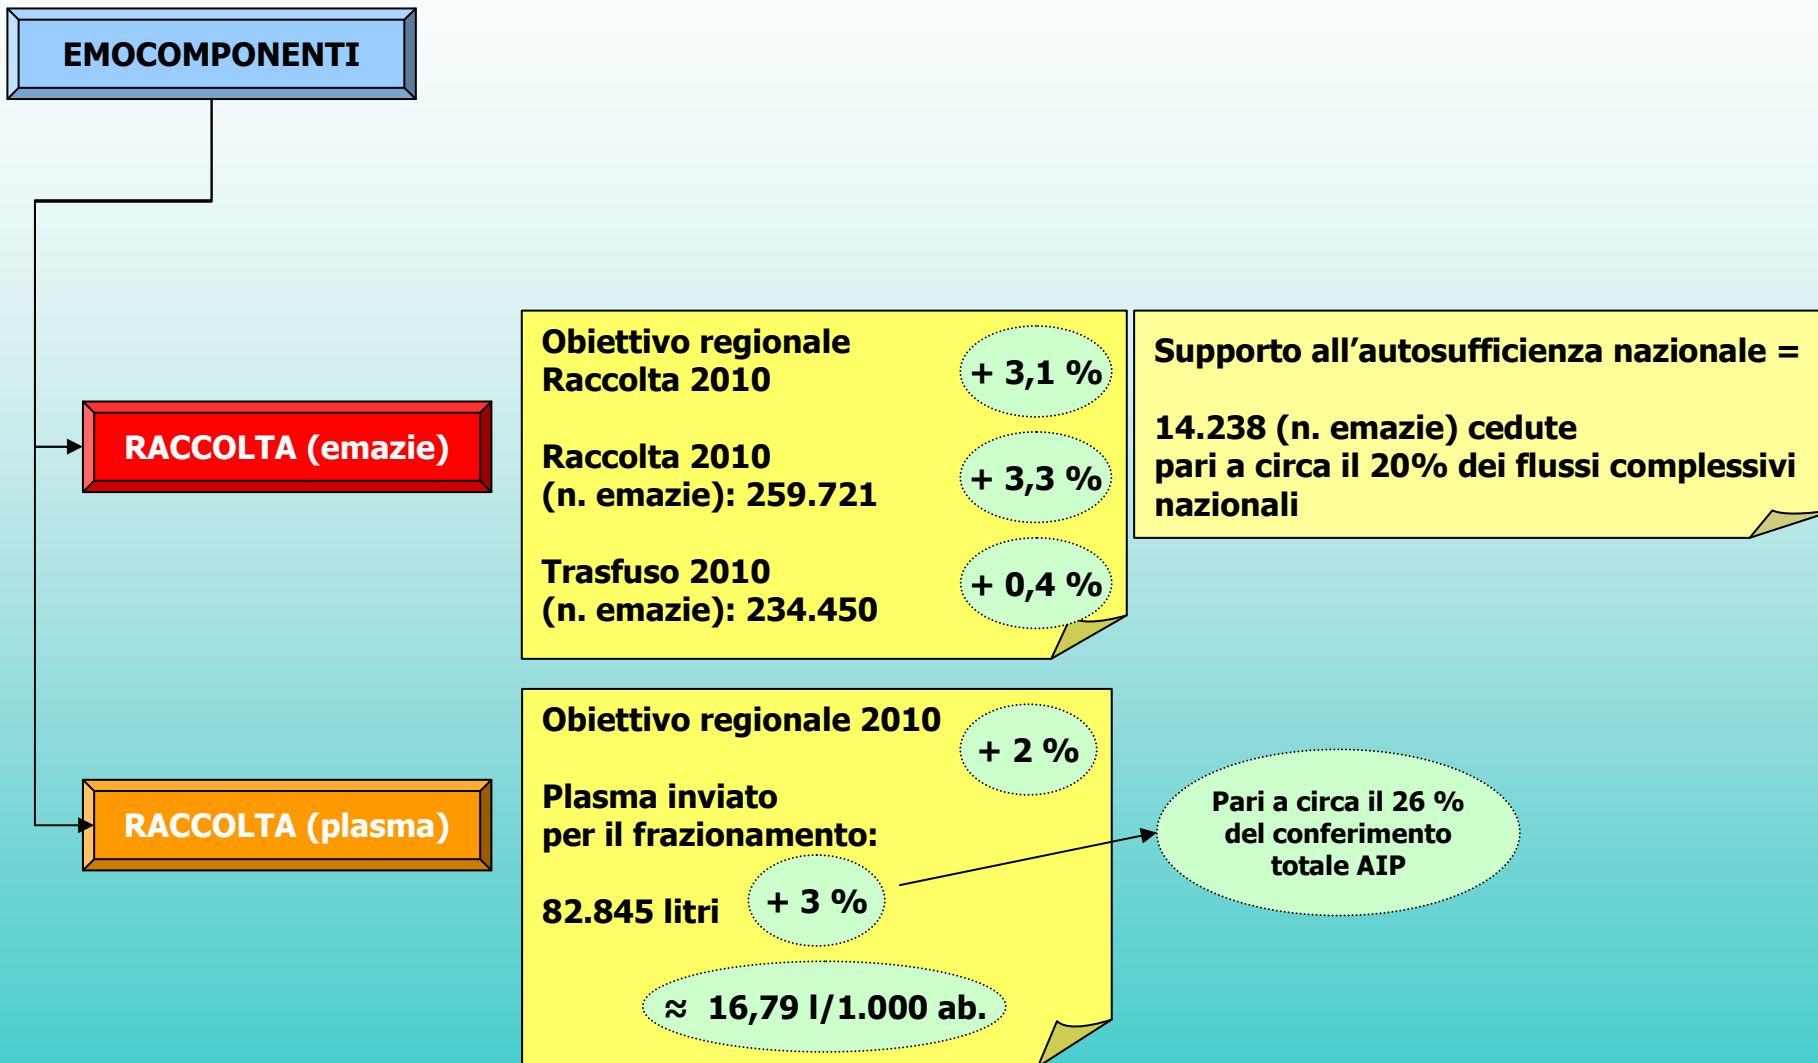 EMOCOMPONENTI
RACCOLTA (emazie)
Obiettivo regionale
Raccolta 2010
+ 3,1 %
Raccolta 2010
(n. emazie): 259.721
+ 3,3 %
Trasfuso 2010
(n. emazie): 234.450
+ 0,4 %
Supporto all’autosufficienza nazionale =
14.238 (n. emazie) cedute
pari a circa il 20% dei flussi complessivi
nazionali
RACCOLTA (plasma)
Obiettivo regionale 2010
+ 2 %
Plasma inviato
per il frazionamento:
82.845 litri
+ 3 %
≈ 16,79 l/1.000 ab.
Pari a circa il 26 %
del conferimento
totale AIP